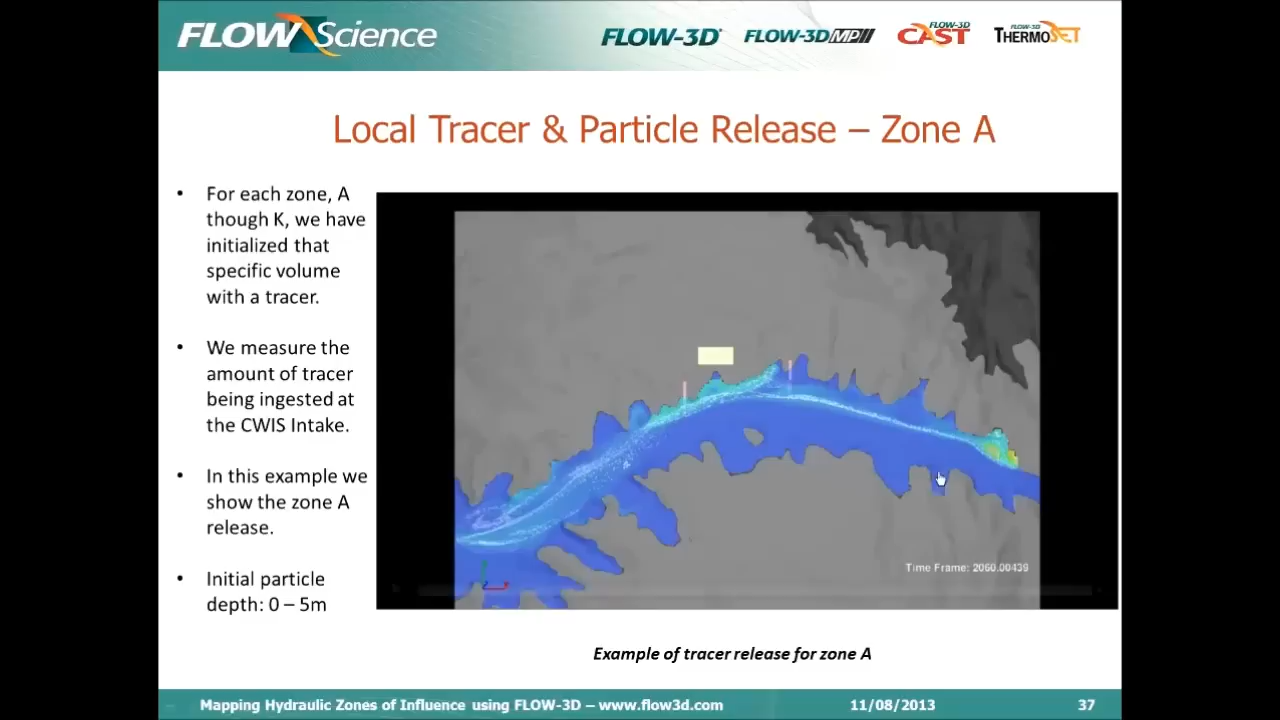 FLOW Science
FLOW-3D
FLOW-3D MP
FLOW-3D CAST
FLOW-3D THERMOSET
Local Tracer & Particle Release – Zone A
• For each zone, A
though K, we have
initialized that
specific volume
with a tracer.
• We measure the
amount of tracer
being ingested at
the CWIS Intake.
• In this example we
show the zone A
release.
• Initial particle
depth: 0 – 5m
Time Frame: 2060.00439
Example of tracer release for zone A
Mapping Hydraulic Zones of Influence using FLOW-3D – www.flow3d.com
11/08/2013
37